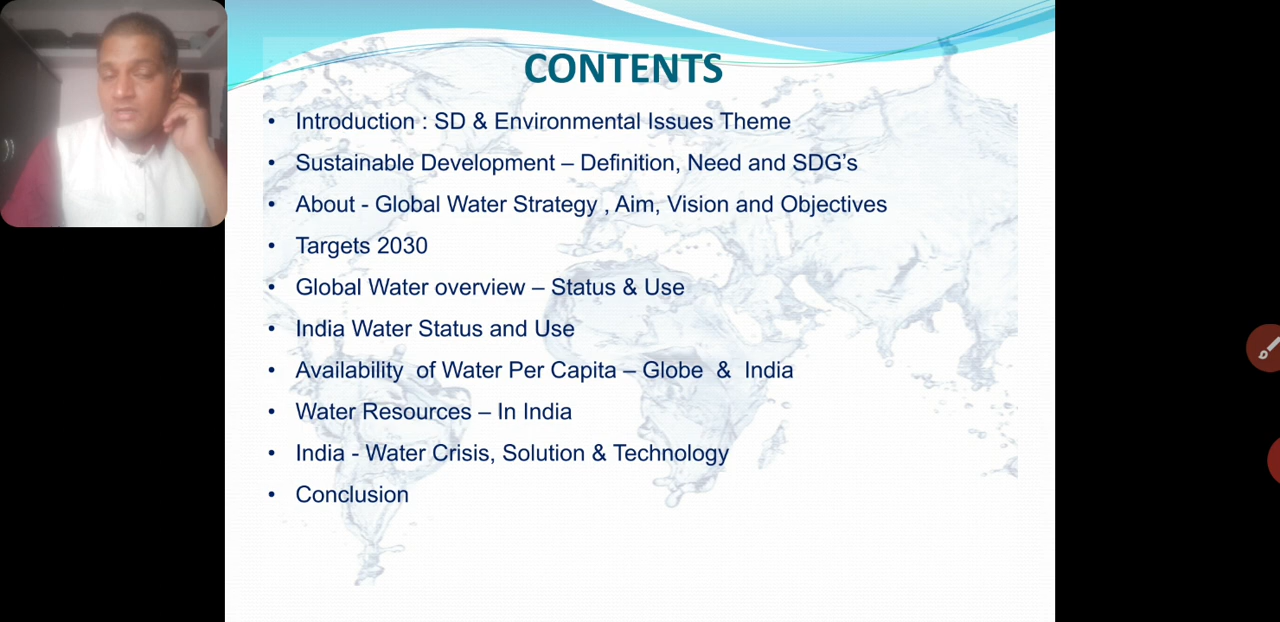 CONTENTS
• Introduction : SD & Environmental Issues Theme
• Sustainable Development – Definition, Need and SDG’s
• About - Global Water Strategy , Aim, Vision and Objectives
• Targets 2030
• Global Water overview – Status & Use
• India Water Status and Use
• Availability of Water Per Capita – Globe & India
• Water Resources – In India
• India - Water Crisis, Solution & Technology
• Conclusion